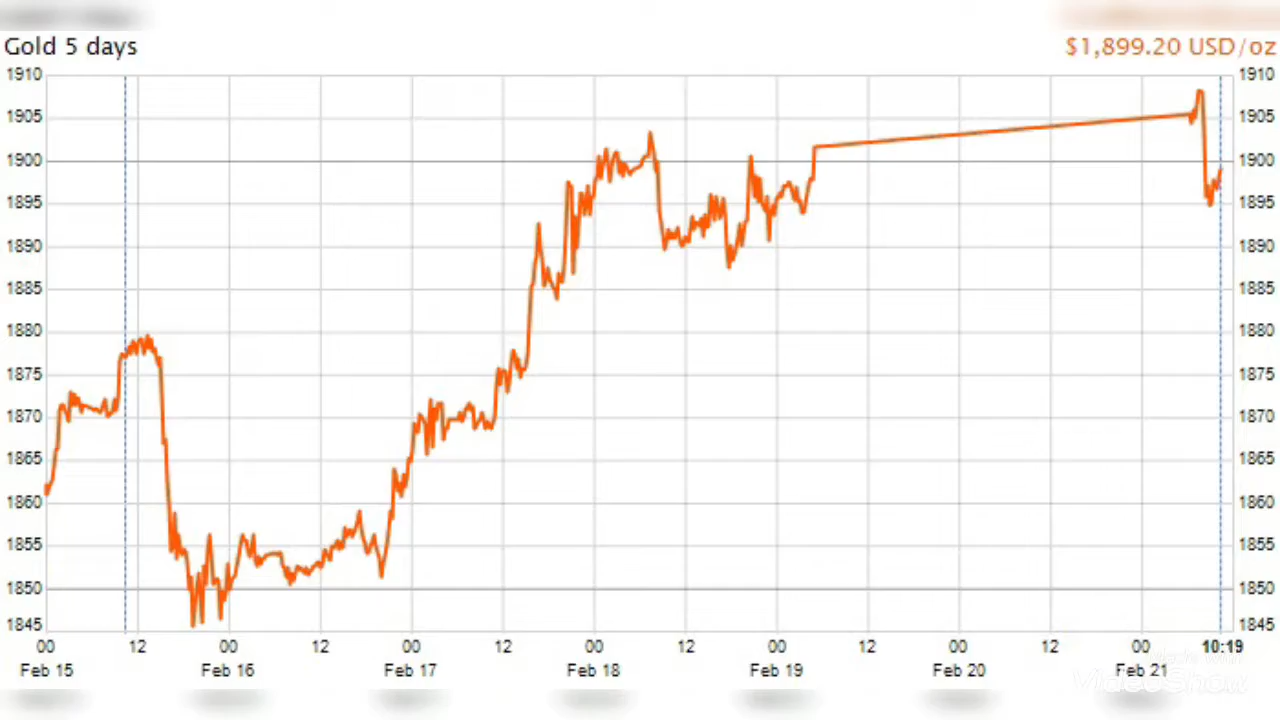 Gold 5 days
$1,899.20 USD/oz
1910 1910
1905 1905
1900 1900
1895 1895
1890 1890
1885 1885
1880 1880
1875 1875
1870 1870
1865 1865
1860 1860
1855 1855
1850 1850
1845 1845
00 12 00 12 00 12 00 12 00 12 00 12 00 10:19
Feb 15 Feb 16 Feb 17 Feb 18 Feb 19 Feb 20 Feb 21
Made with
VideoShow